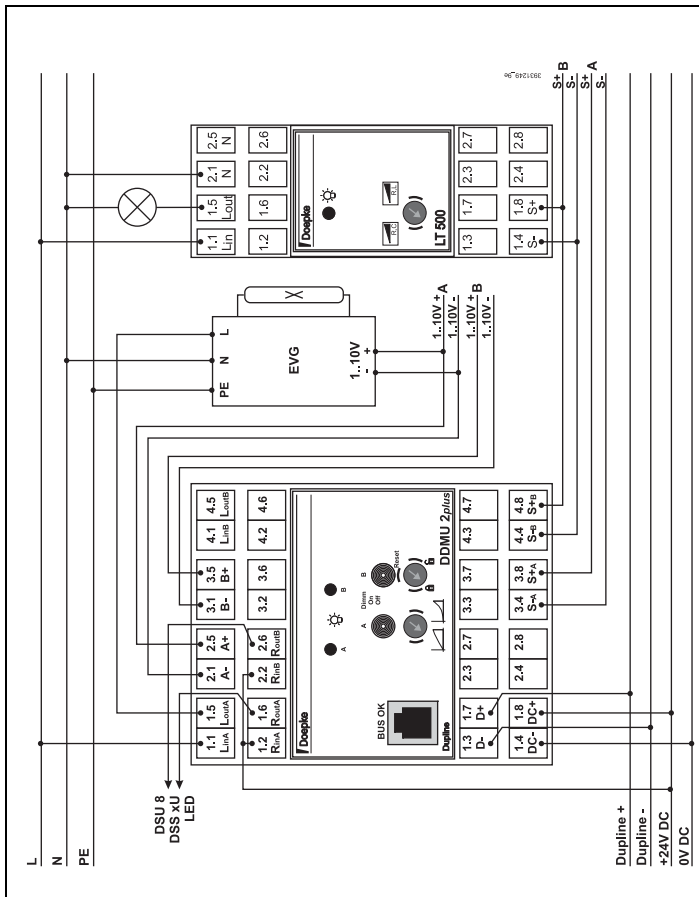 L
N
PE
DSU 8
DSS xU
LED
1.1 LinA
1.5 LoutA
2.1 A-
2.5 A+
3.1 B-
3.5 B+
4.1 LinB
4.5 LoutB
1.2 RinA
1.6 RoutA
2.2 RinB
2.6 RoutB
3.2
3.6
4.2
4.6
Doepke
A
B
BUS OK
A
Dimm
On
Off
B
Reset
Dupline
DDMU 2plus
1.3 D-
1.7 D+
2.3
2.7
3.3
3.7
4.3
4.7
1.4 DC-
1.8 DC+
2.4
2.8
3.4 S-A
3.8 S+A
4.4 S-B
4.8 S+B
PE
N
L
EVG
1..10V
-
+
1..10V + A
1..10V -
1..10V + B
1..10V -
1.1 Lin
1.5 Lout
2.1 N
2.5 N
1.2
1.6
2.2
2.6
Doepke
R,C
R,L
LT 500
1.3
1.7
2.3
2.7
1.4 S-
1.8 S+
2.4
2.8
3931249_9e
S+ B
S-
S+ A
S-
Dupline +
Dupline -
+24V DC
0V DC